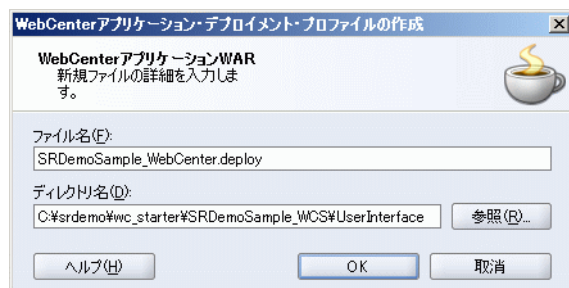 WebCenterアプリケーション・デプロイメント・プロファイルの作成
WebCenterアプリケーションWAR
新規ファイルの詳細を入力しま
す。
ファイル名(F):
SRDemoSample_WebCenter.deploy
ディレクトリ名(D):
C:¥srdemo¥wc_starter¥SRDemoSample_WCS¥UserInterface
参照(R)...
ヘルプ(H)
OK
取消